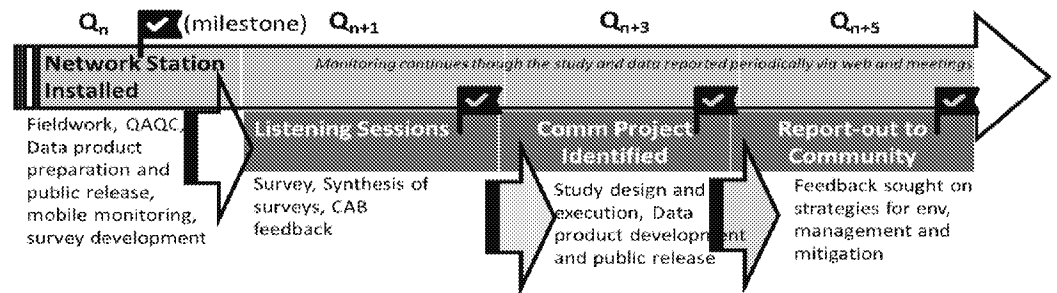 Qn (milestone) Qn+1 Qn+3 Qn+5
Network Station
Installed
Monitoring continues though the study and data reported periodically via web and meetings
Fieldwork, QAQC,
Data product
preparation and
public release,
mobile monitoring,
survey development
Listening Sessions
Survey, Synthesis of
surveys, CAB
feedback
Comm Project
Identified
Study design and
execution, Data
product development
and public release
Report-out to
Community
Feedback sought on
strategies for env,
management and
mitigation